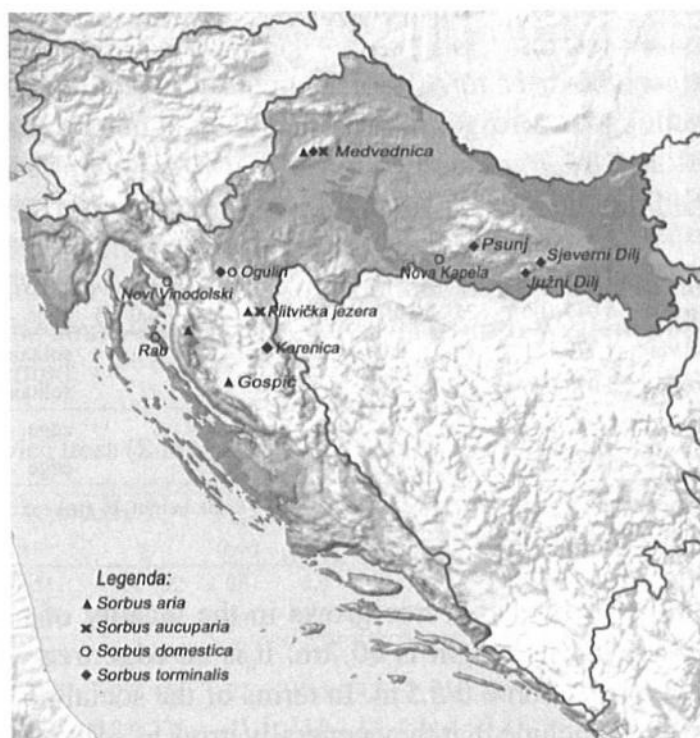 Medvednica
Psunj
Sjeverni Dilj
Nova Kapela
Južni Dilj
Ogulin
Novi Vinodolski
Plitvička jezera
Rab
Karenica
Gospić
Legenda:
Sorbus aria
Sorbus aucuparia
Sorbus domestica
Sorbus torminalis